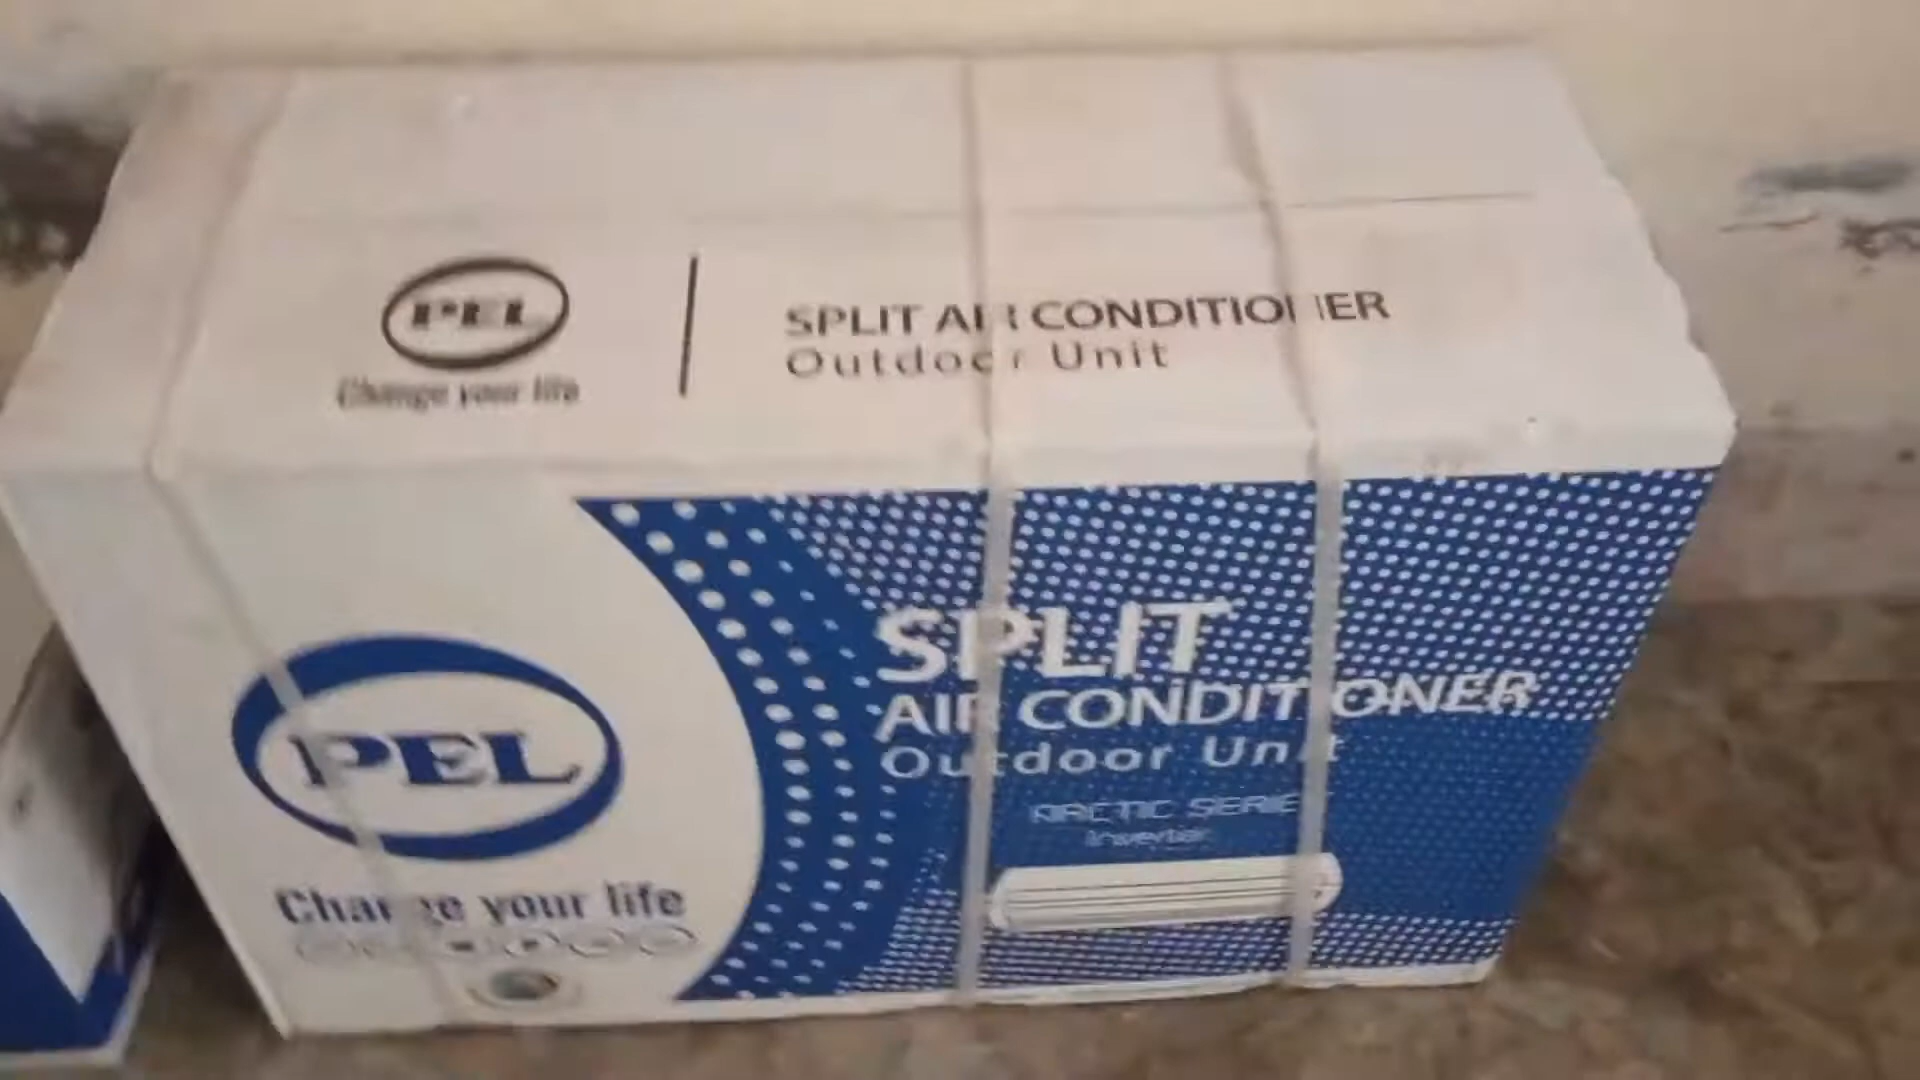 PEL
Change your life
SPLIT AIR CONDITIONER
Outdoor Unit
PEL
Change your life
SPLIT
AIR CONDITIONER
Outdoor Unit
ARCTIC SERIE
Inverter